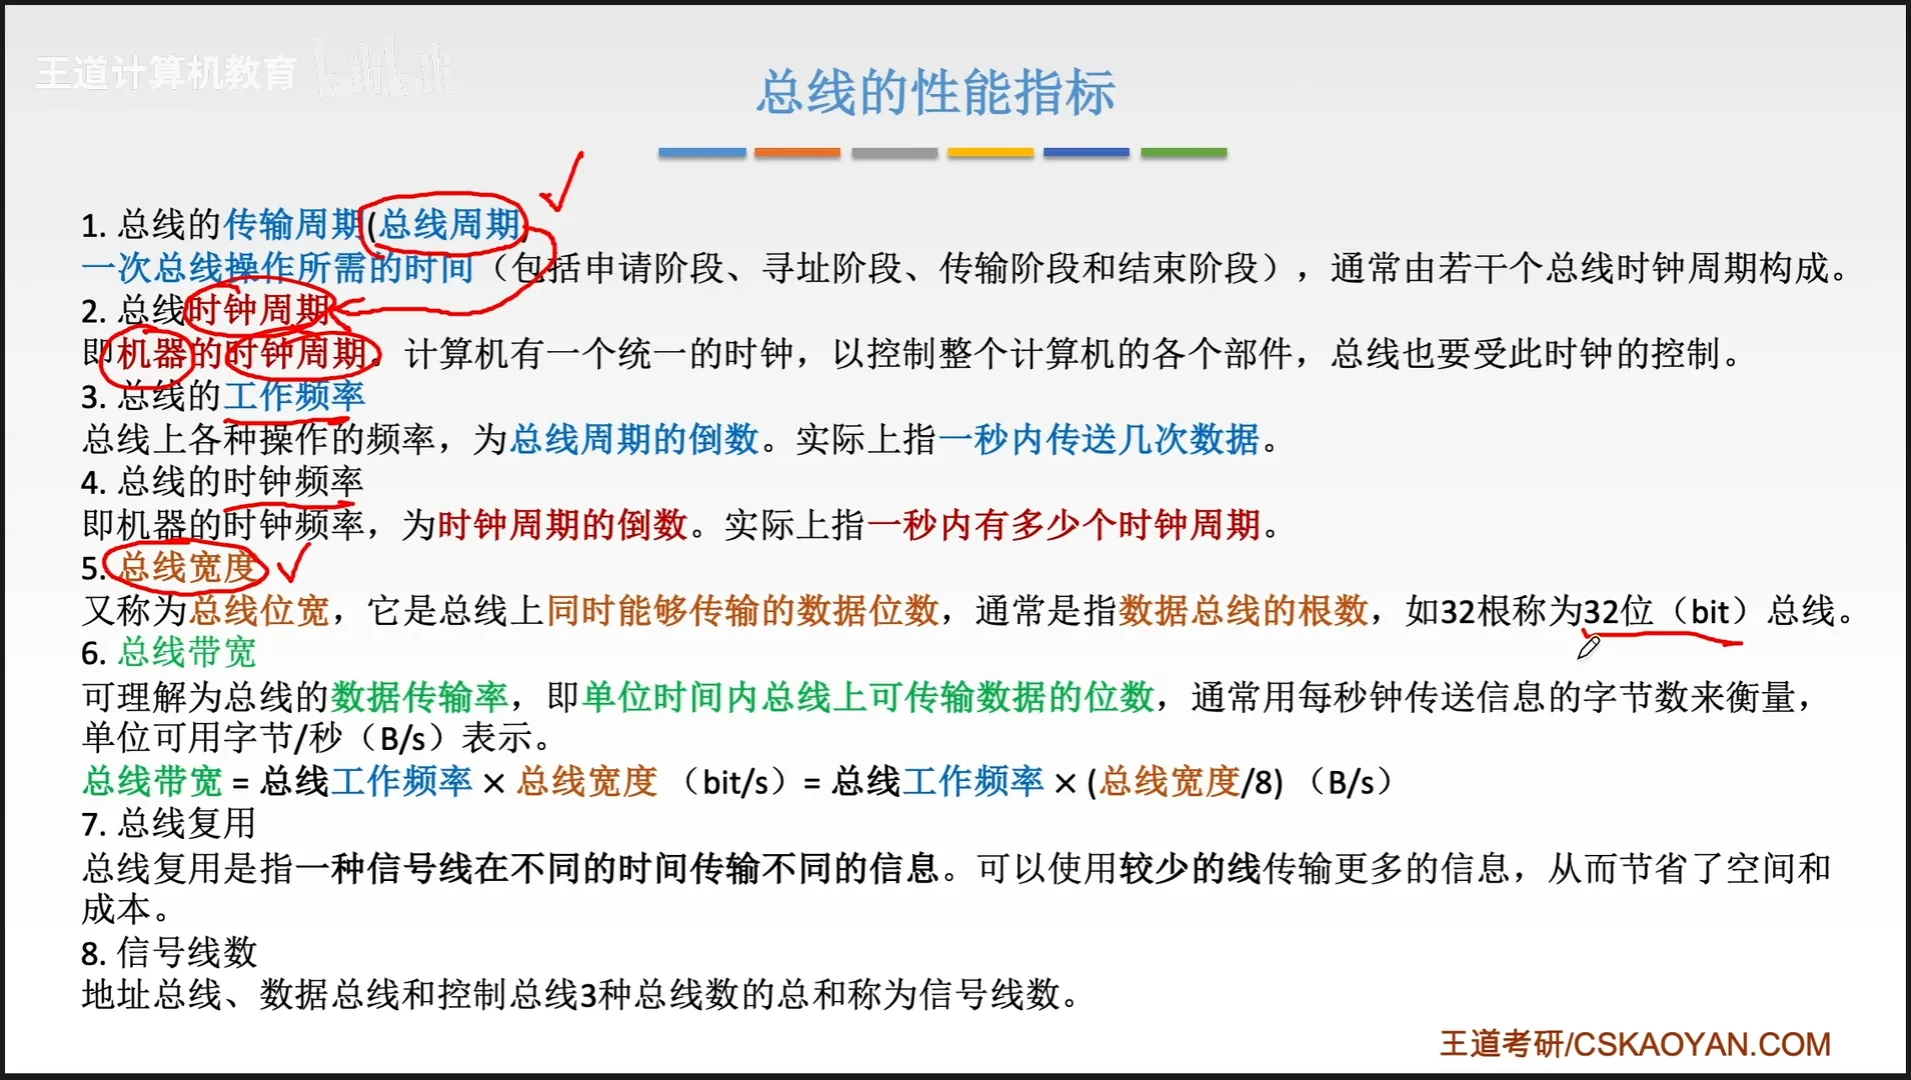 王道计算机教育 bilibili
总线的性能指标
1. 总线的传输周期(总线周期)
一次总线操作所需的时间（包括申请阶段、寻址阶段、传输阶段和结束阶段），通常由若干个总线时钟周期构成。
2. 总线时钟周期
即机器的时钟周期。计算机有一个统一的时钟，以控制整个计算机的各个部件，总线也要受此时钟的控制。
3. 总线的工作频率
总线上各种操作的频率，为总线周期的倒数。实际上指一秒内传送几次数据。
4. 总线的时钟频率
即机器的时钟频率，为时钟周期的倒数。实际上指一秒内有多少个时钟周期。
5. 总线宽度
又称为总线位宽，它是总线上同时能够传输的数据位数，通常是指数据总线的根数，如32根称为32位（bit）总线。
6. 总线带宽
可理解为总线的数据传输率，即单位时间内总线上可传输数据的位数，通常用每秒钟传送信息的字节数来衡量，
单位可用字节/秒（B/s）表示。
总线带宽 = 总线工作频率 × 总线宽度 （bit/s）= 总线工作频率 × (总线宽度/8) （B/s）
7. 总线复用
总线复用是指一种信号线在不同的时间传输不同的信息。可以使用较少的线传输更多的信息，从而节省了空间和
成本。
8. 信号线数
地址总线、数据总线和控制总线3种总线数的总和称为信号线数。
王道考研/CSKAOYAN.COM